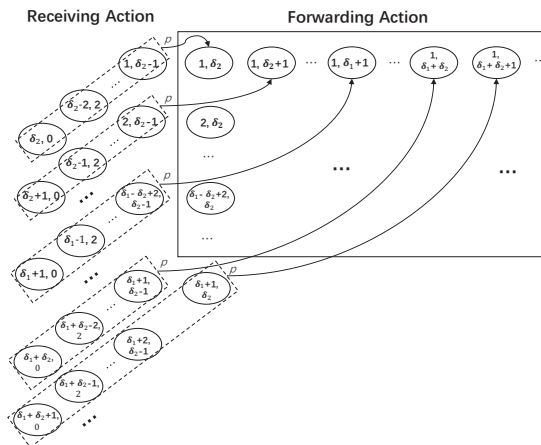 Receiving Action
Forwarding Action
p
1, δ₂-1
1, δ₂
1, δ₂+1
...
1, δ₁+1
...
1,
δ₁+ δ₂
1,
δ₁+ δ₂+1
...
...
δ₂-2, 2
p
δ₂, 0
2, δ₂-1
2, δ₂
...
δ₂-1, 2
...
...
...
δ₂+1, 0
...
p
δ₁- δ₂+2,
δ₂-1
δ₁- δ₂+2,
δ₂
...
δ₁-1, 2
...
δ₁+1, 0
...
p
p
δ₁+1,
δ₂-1
δ₁+1,
δ₂
...
δ₁+ δ₂-2,
2
δ₁+2,
δ₂-1
δ₁+ δ₂,
0
...
δ₁+ δ₂-1,
2
δ₁+ δ₂+1,
0
...